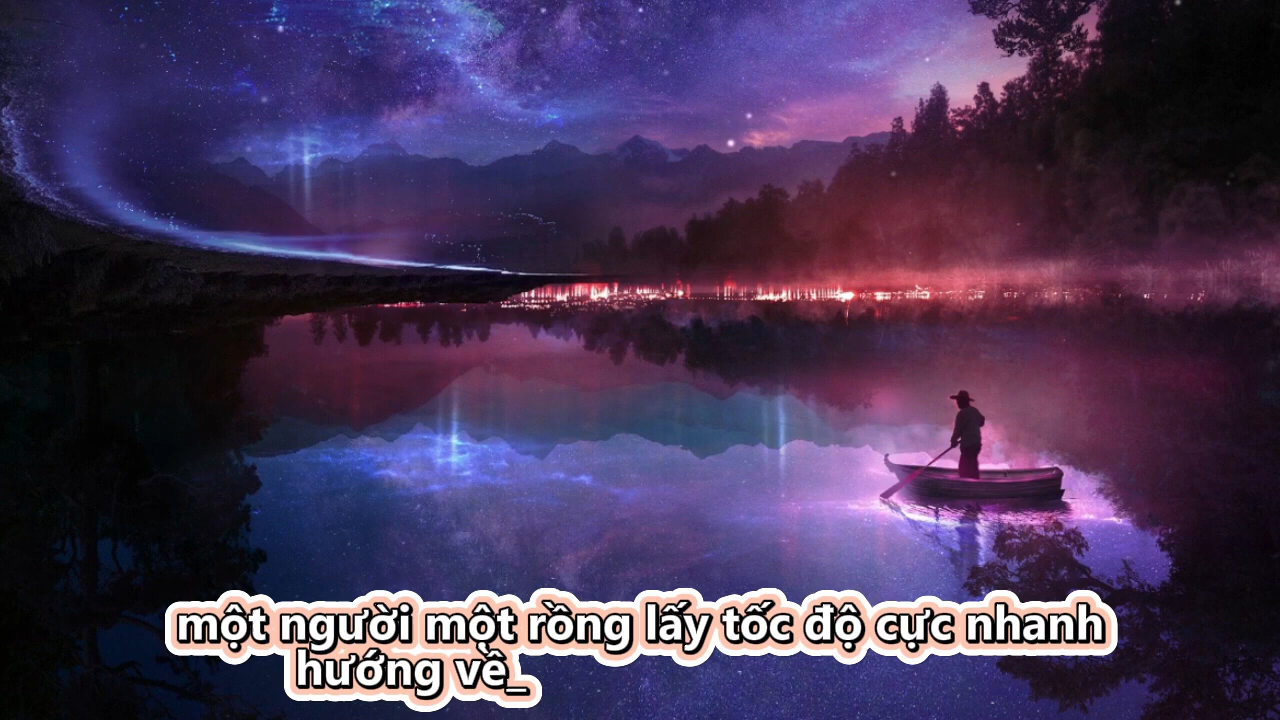 một người một rồng lấy tốc độ cực nhanh
hướng về_